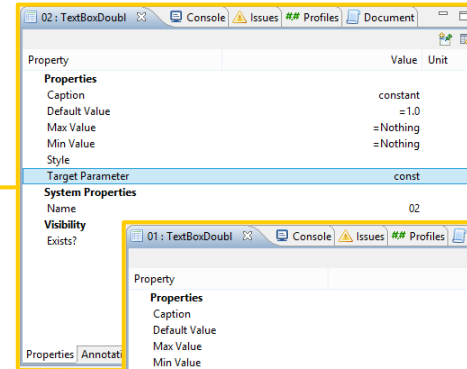 02 : TextBoxDoubl Console Issues Profiles Document
Property Value Unit
Properties
Caption constant
Default Value =1.0
Max Value =Nothing
Min Value =Nothing
Style
Target Parameter const
System Properties
Name 02
Visibility
Exists?
Properties Annotati
01 : TextBoxDoubl Console Issues Profiles
Property
Properties
Caption
Default Value
Max Value
Min Value